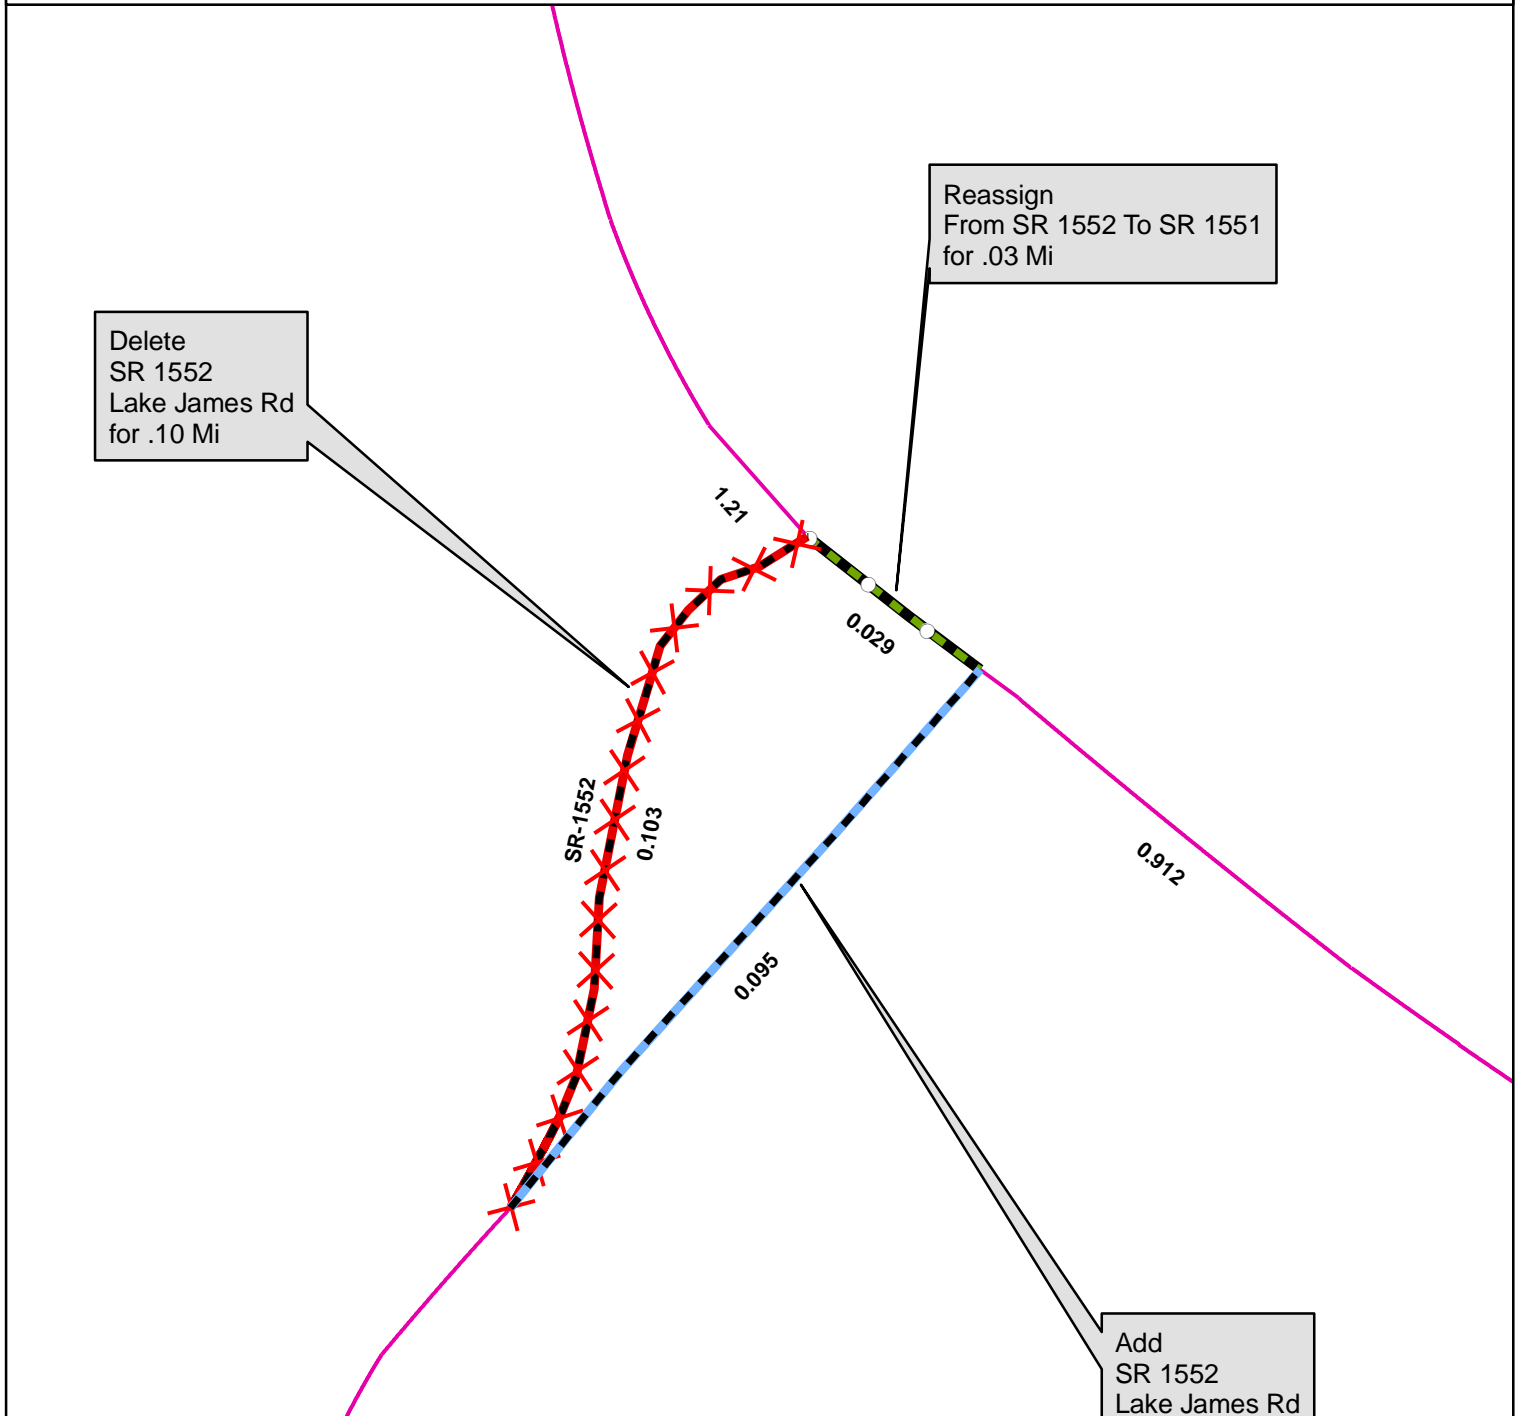 Reassign
From SR 1552 To SR 1551
for .03 Mi
Delete
SR 1552
Lake James Rd
for .10 Mi
1.21
0.029
SR-1552
0.103
0.912
0.095
Add
SR 1552
Lake James Rd